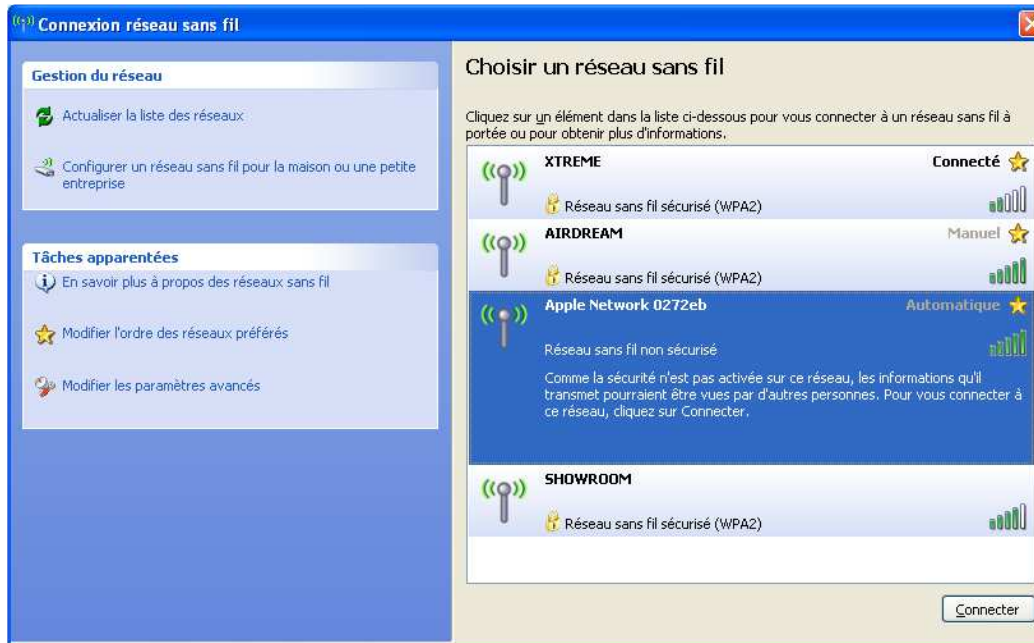 Connexion réseau sans fil
Gestion du réseau
Actualiser la liste des réseaux
Configurer un réseau sans fil pour la maison ou une petite
entreprise
Tâches apparentées
En savoir plus à propos des réseaux sans fil
Modifier l'ordre des réseaux préférés
Modifier les paramètres avancés
Choisir un réseau sans fil
Cliquez sur un élément dans la liste ci-dessous pour vous connecter à un réseau sans fil à
portée ou pour obtenir plus d'informations.
XTREME Connecté
Réseau sans fil sécurisé (WPA2)
AIRDREAM Manuel
Réseau sans fil sécurisé (WPA2)
Apple Network 0272eb Automatique
Réseau sans fil non sécurisé
Comme la sécurité n'est pas activée sur ce réseau, les informations qu'il
transmet pourraient être vues par d'autres personnes. Pour vous connecter à
ce réseau, cliquez sur Connecter.
SHOWROOM
Réseau sans fil sécurisé (WPA2)
Connecter